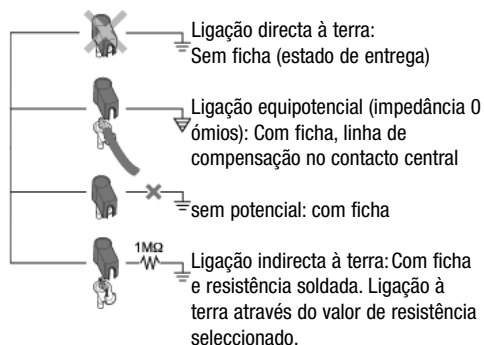 Ligação directa à terra:
Sem ficha (estado de entrega)
Ligação equipotencial (impedância 0
ómios): Com ficha, linha de
compensação no contacto central
sem potencial: com ficha
1MΩ
Ligação indirecta à terra: Com ficha
e resistência soldada. Ligação à
terra através do valor de resistência
seleccionado.